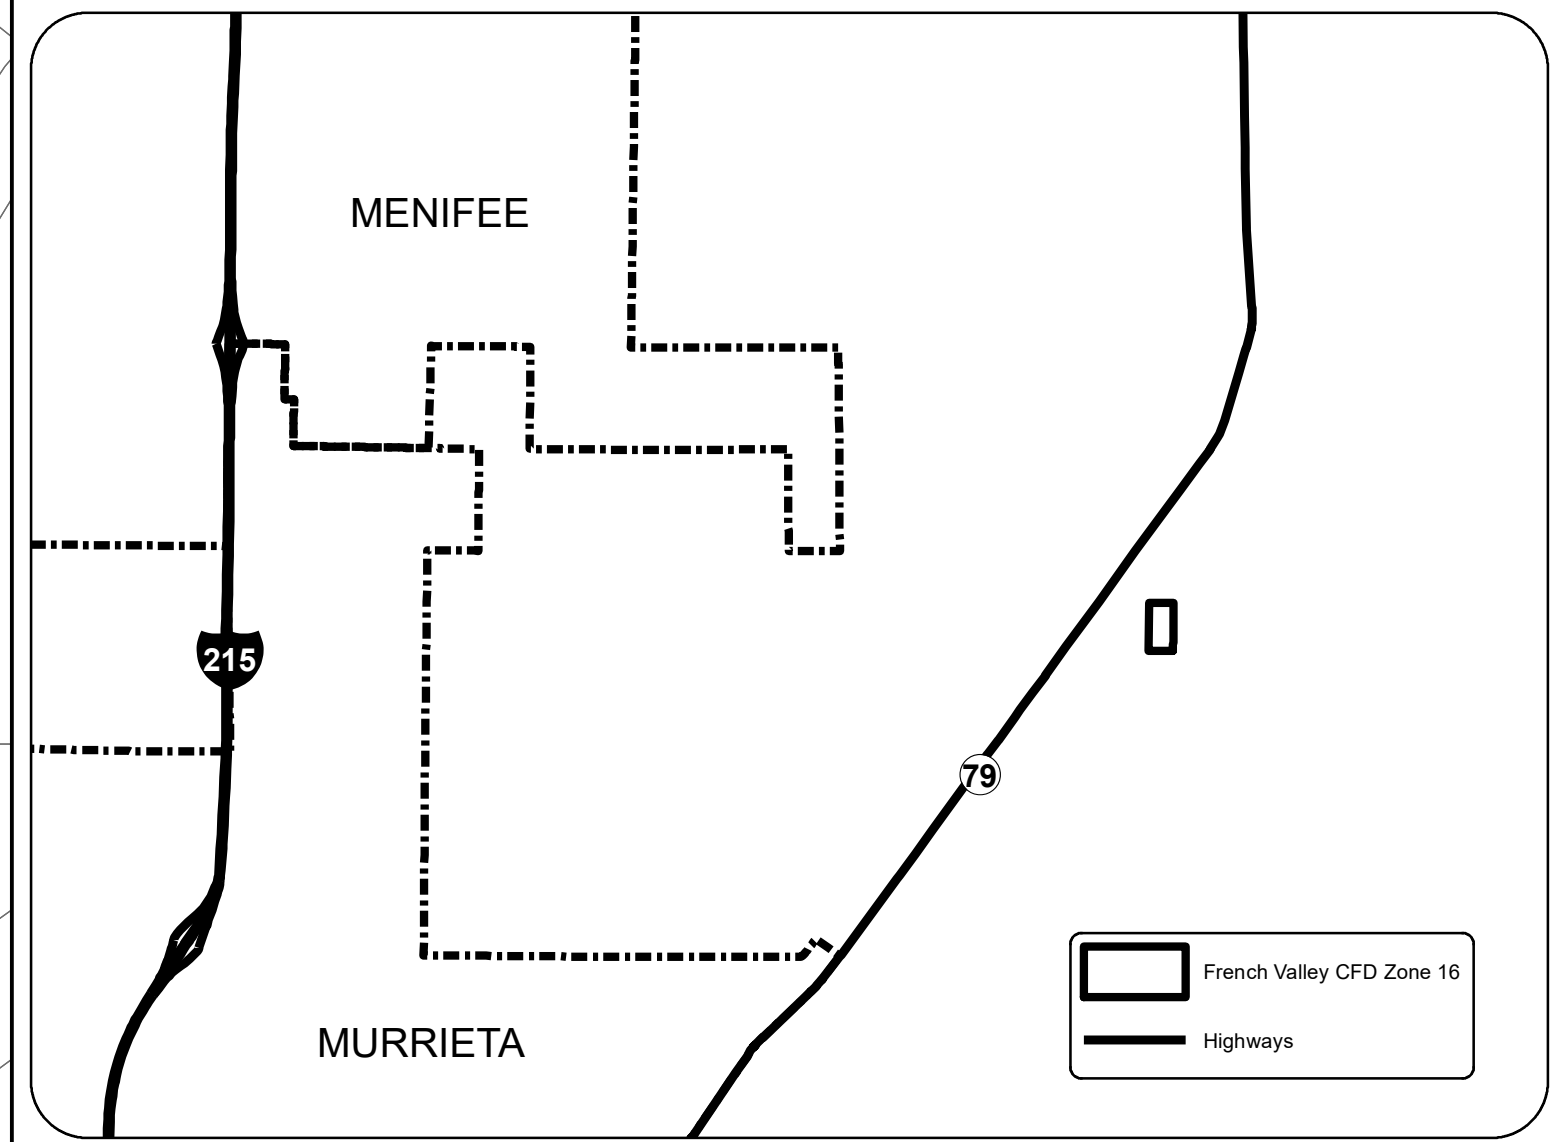 MENIFEE
215
79
French Valley CFD Zone 16
Highways
MURRIETA